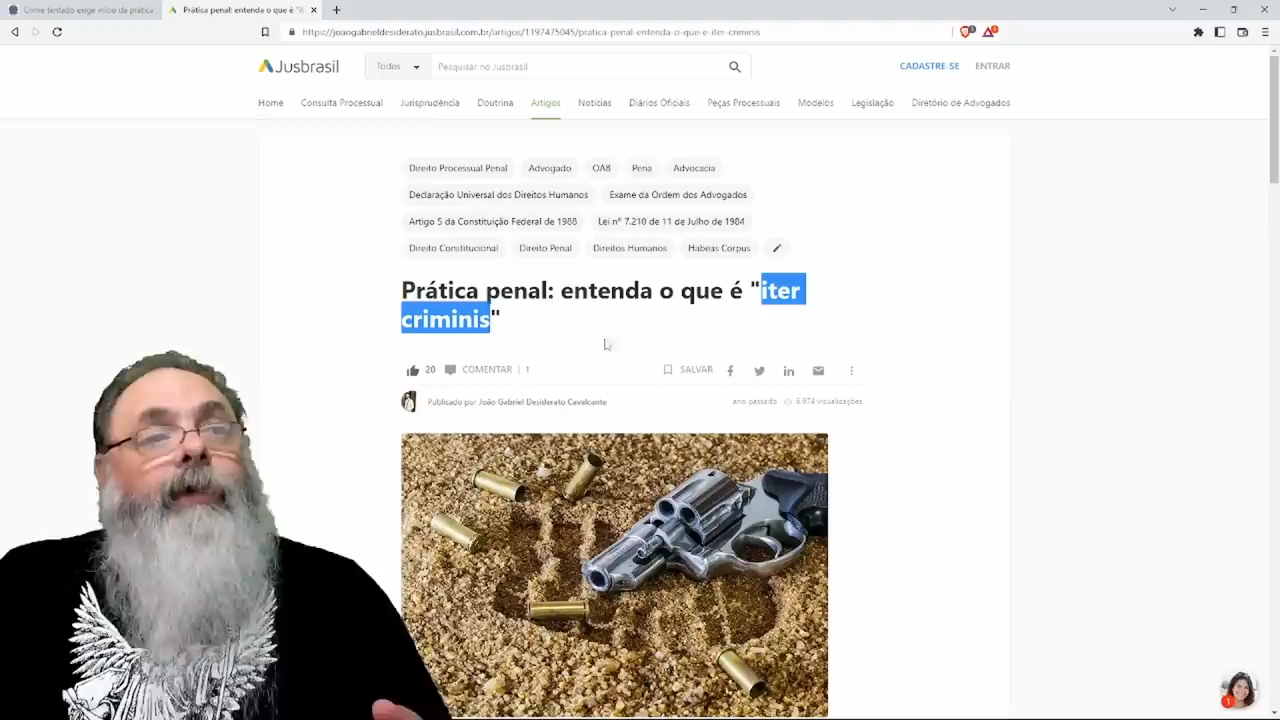 Crime tentado exige início da prática
Prática penal: entenda o que é "R
https://joaogabrieldesiderato.jusbrasil.com.br/artigos/1197475045/pratica-penal-entenda-o-que-e-iter-criminis
Jusbrasil
Todos
Pesquisar no Jusbrasil
CADASTRE-SE
ENTRAR
Home Consulta Processual Jurisprudência Doutrina Artigos Notícias Diários Oficiais Peças Processuais Modelos Legislação Diretório de Advogados
Direito Processual Penal Advogado OAB Pena Advocacia
Declaração Universal dos Direitos Humanos Exame da Ordem dos Advogados
Artigo 5 da Constituição Federal de 1988 Lei nº 7.210 de 11 de Julho de 1984
Direito Constitucional Direito Penal Direitos Humanos Habeas Corpus
Prática penal: entenda o que é "iter
criminis"
20 COMENTAR | 1 SALVAR
Publicado por João Gabriel Desiderato Cavalcante ano passado 6.974 visualizações
1